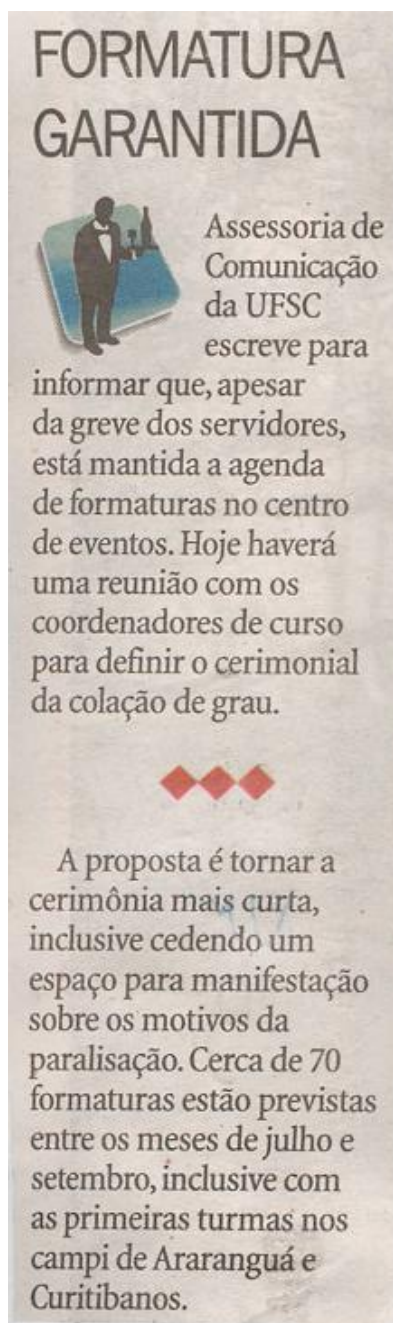 FORMATURA
GARANTIDA
Assessoria de
Comunicação
da UFSC
escreve para
informar que, apesar
da greve dos servidores,
está mantida a agenda
de formaturas no centro
de eventos. Hoje haverá
uma reunião com os
coordenadores de curso
para definir o cerimonial
da colação de grau.
A proposta é tornar a
cerimônia mais curta,
inclusive cedendo um
espaço para manifestação
sobre os motivos da
paralisação. Cerca de 70
formaturas estão previstas
entre os meses de julho e
setembro, inclusive com
as primeiras turmas nos
campi de Araranguá e
Curitibanos.